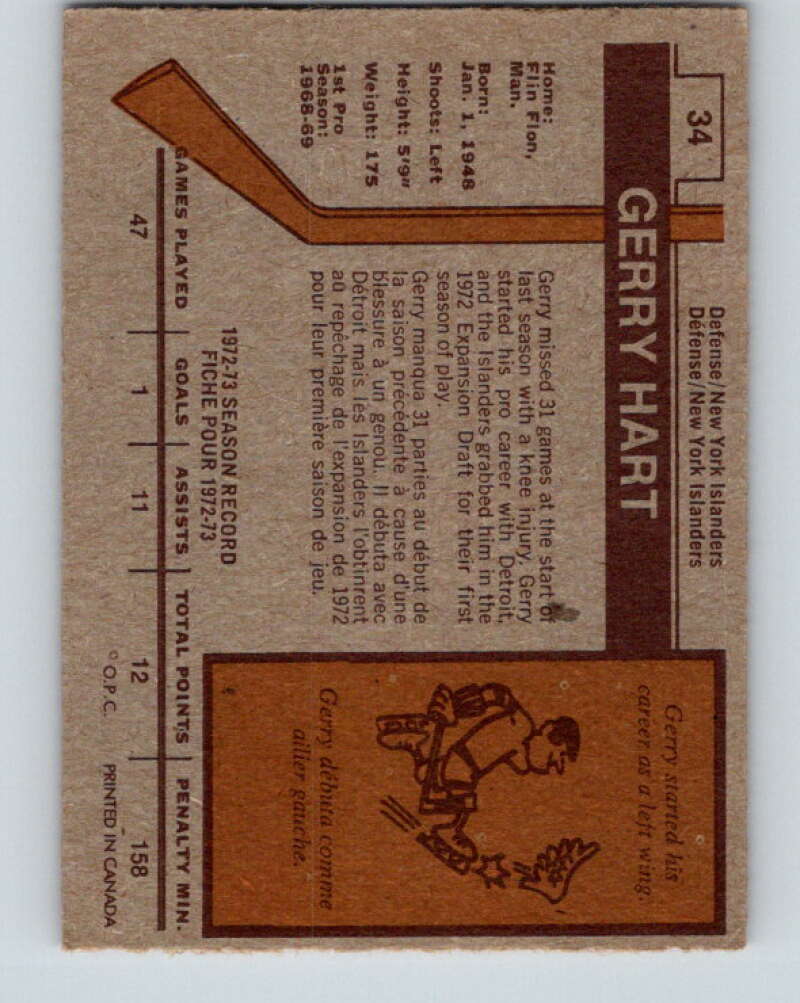 34
Defense/New York Islanders
Défense/New York Islanders
GERRY HART
Home:
Flin Flon,
Man.
Born:
Jan. 1, 1948
Shoots: Left
Height: 5'9"
Weight: 175
1st Pro
Season:
1968-69
Gerry missed 31 games at the start of
last season with a knee injury. Gerry
started his pro career with Detroit,
and the Islanders grabbed him in the
1972 Expansion Draft for their first
season of play.
Gerry manqua 31 parties au début de
la saison précédente à cause d'une
blessure à un genou. Il débuta avec
Détroit mais les Islanders l'obtinrent
au repêchage de l'expansion de 1972
pour leur première saison de jeu.
Gerry started his
career as a left wing.
Gerry débuta comme
ailier gauche.
1972-73 SEASON RECORD
FICHE POUR 1972-73
GAMES PLAYED GOALS ASSISTS TOTAL POINTS PENALTY MIN.
47 1 11 12 158
© O.P.C. PRINTED IN CANADA